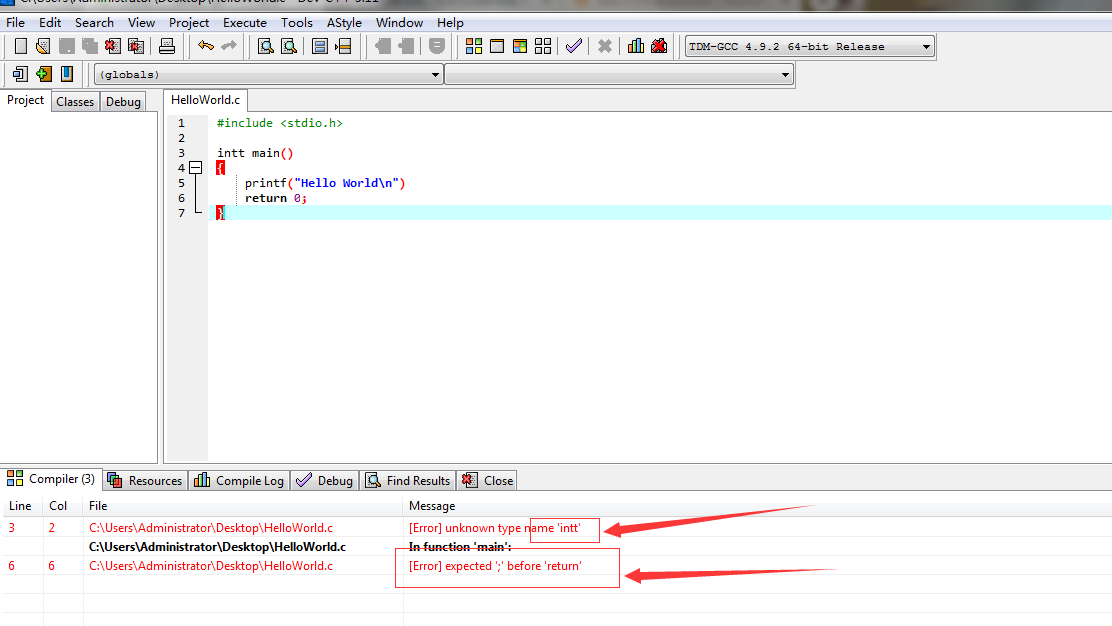 File Edit Search View Project Execute Tools AStyle Window Help
TDM-GCC 4.9.2 64-bit Release
(globals)
Project Classes Debug
HelloWorld.c
1 #include <stdio.h>
2
3 intt main()
4 {
5 printf("Hello World\n")
6 return 0;
7 }
Compiler (3) Resources Compile Log Debug Find Results Close
Line Col File Message
3 2 C:\Users\Administrator\Desktop\HelloWorld.c [Error] unknown type name 'intt'
C:\Users\Administrator\Desktop\HelloWorld.c In function 'main':
6 6 C:\Users\Administrator\Desktop\HelloWorld.c [Error] expected ';' before 'return'